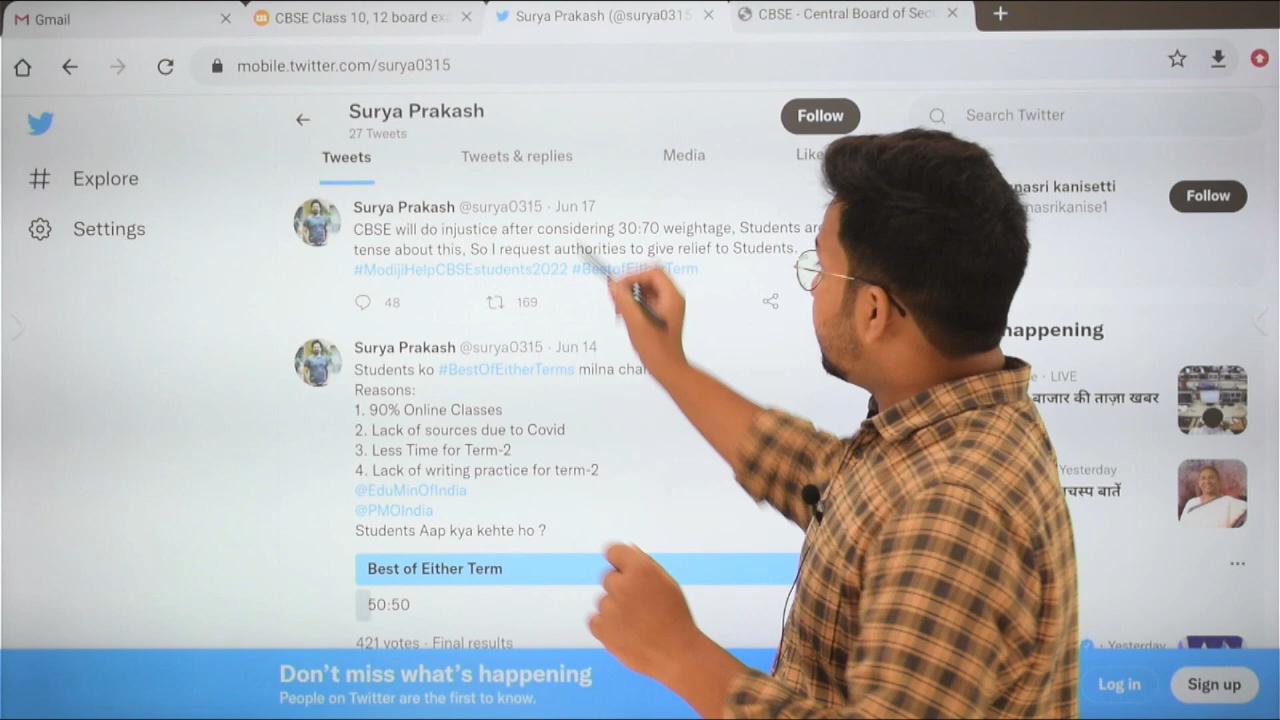 Gmail
CBSE Class 10, 12 board exa
Surya Prakash (@surya0315
CBSE - Central Board of Sec
mobile.twitter.com/surya0315
Surya Prakash
27 Tweets
Follow
Search Twitter
Explore
Settings
Tweets
Tweets & replies
Media
Like
Surya Prakash @surya0315 · Jun 17
CBSE will do injustice after considering 30:70 weightage, Students are
tense about this, So I request authorities to give relief to Students.
#ModijiHelpCBSEstudents2022 #BestofEitherTerm
48
169
Surya Prakash @surya0315 · Jun 14
Students ko #BestOfEitherTerms milna cha
Reasons:
1. 90% Online Classes
2. Lack of sources due to Covid
3. Less Time for Term-2
4. Lack of writing practice for term-2
@EduMinOfIndia
@PMOIndia
Students Aap kya kehte ho ?
Best of Either Term
50:50
421 votes · Final results
nasri kanisetti
masrikanise1
Follow
happening
· LIVE
बाजार की ताज़ा खबर
Yesterday
चस्प बातें
Yesterday
Don't miss what's happening
People on Twitter are the first to know.
Log in
Sign up